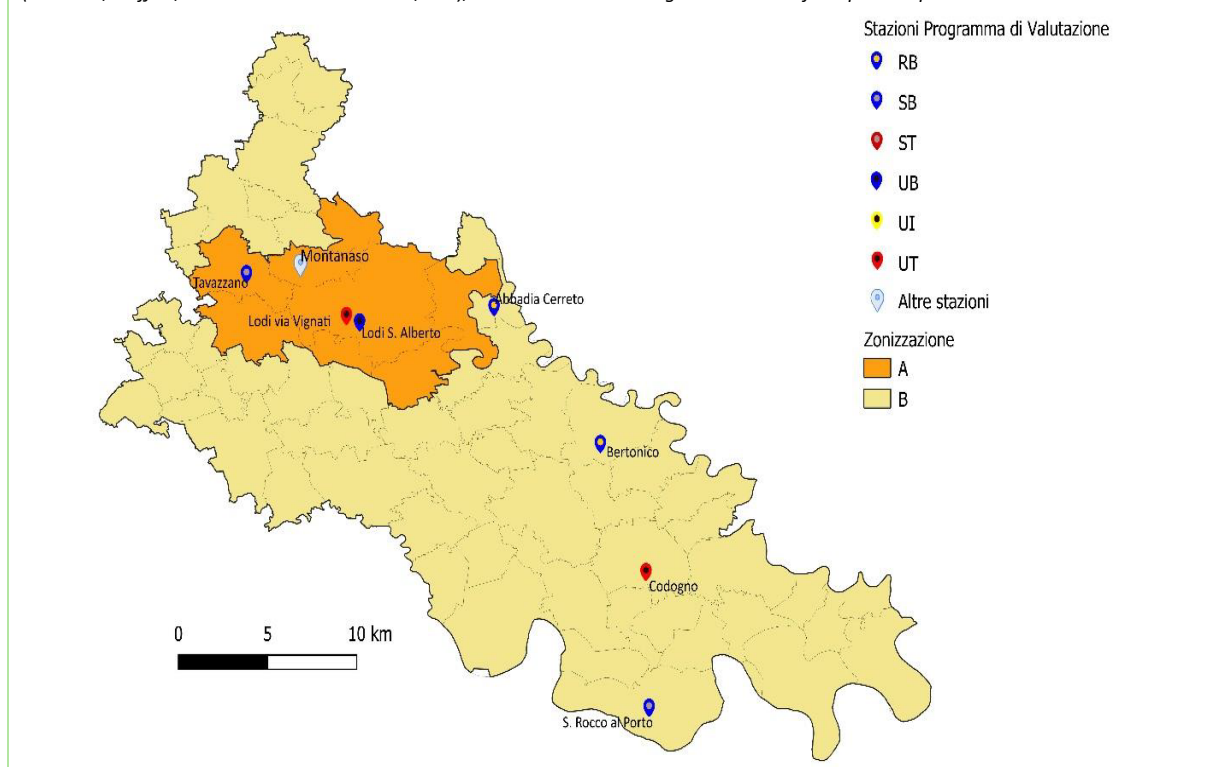 Stazioni Programma di Valutazione
RB
SB
ST
UB
UI
UT
Altre stazioni
Zonizzazione
A
B
Montanaso
Tavazzano
Abbadia Cerreto
Lodi via Vignati
Lodi S. Alberto
Bertonico
Codogno
0 5 10 km
S. Rocco al Porto